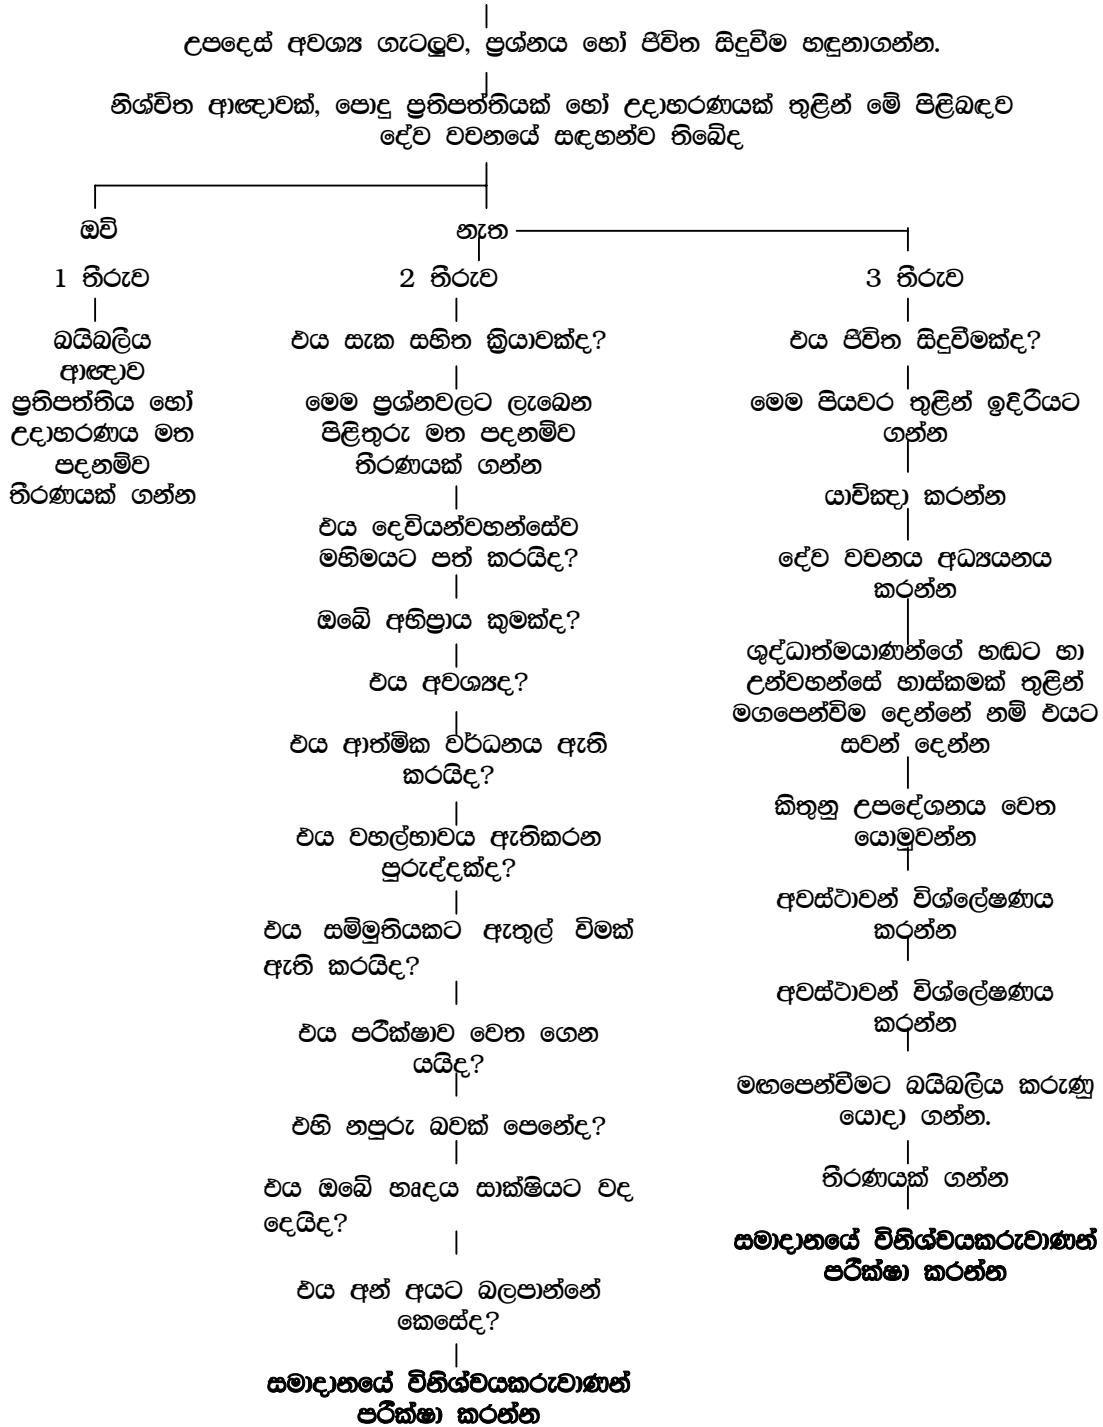 උපදෙස් අවශ්‍ය ගැටලුව, ප්‍රශ්නය හෝ ජීවිත සිදුවීම හඳුනාගන්න.
නිශ්චිත ආඥාවක්, පොදු ප්‍රතිපත්තියක් හෝ උදාහරණයක් තුළින් මේ පිළිබඳව
දේව වචනයේ සඳහන්ව තිබේද
ඔව්
1 තීරුව
බයිබලීය
ආඥාව
ප්‍රතිපත්තිය හෝ
උදාහරණය මත
පදනම්ව
තීරණයක් ගන්න
නැත
2 තීරුව
එය සැක සහිත ක්‍රියාවක්ද?
මෙම ප්‍රශ්නවලට ලැබෙන
පිළිතුරු මත පදනම්ව
තීරණයක් ගන්න
එය දෙවියන්වහන්සේව
මහිමයට පත් කරයිද?
ඔබේ අභිප්‍රාය කුමක්ද?
එය අවශ්‍යද?
එය ආත්මික වර්ධනය ඇති
කරයිද?
එය වහල්භාවය ඇතිකරන
පුරුද්දක්ද?
එය සම්මුතියකට ඇතුල් විමක්
ඇති කරයිද?
එය පරීක්ෂාව වෙත ගෙන
යයිද?
එහි නපුරු බවක් පෙනේද?
එය ඔබේ හෘදය සාක්ෂියට වද
දෙයිද?
එය අන් අයට බලපාන්නේ
කෙසේද?
සමාදානයේ විනිශ්චයකරුවාණන්
පරීක්ෂා කරන්න
3 තීරුව
එය ජීවිත සිදුවීමක්ද?
මෙම පියවර තුළින් ඉදිරියට
ගන්න
යාච්ඤා කරන්න
දේව වචනය අධ්‍යයනය
කරන්න
ශුද්ධාත්මයාණන්ගේ හඬට හා
උන්වහන්සේ හාස්කමක් තුළින්
මගපෙන්විම දෙන්නේ නම් එයට
සවන් දෙන්න
කිතුනු උපදේශනය වෙත
යොමුවන්න
අවස්ථාවන් විශ්ලේෂණය
කරන්න
අවස්ථාවන් විශ්ලේෂණය
කරන්න
මඟපෙන්වීමට බයිබලීය කරුණු
යොදා ගන්න.
තීරණයක් ගන්න
සමාදානයේ විනිශ්චයකරුවාණන්
පරීක්ෂා කරන්න